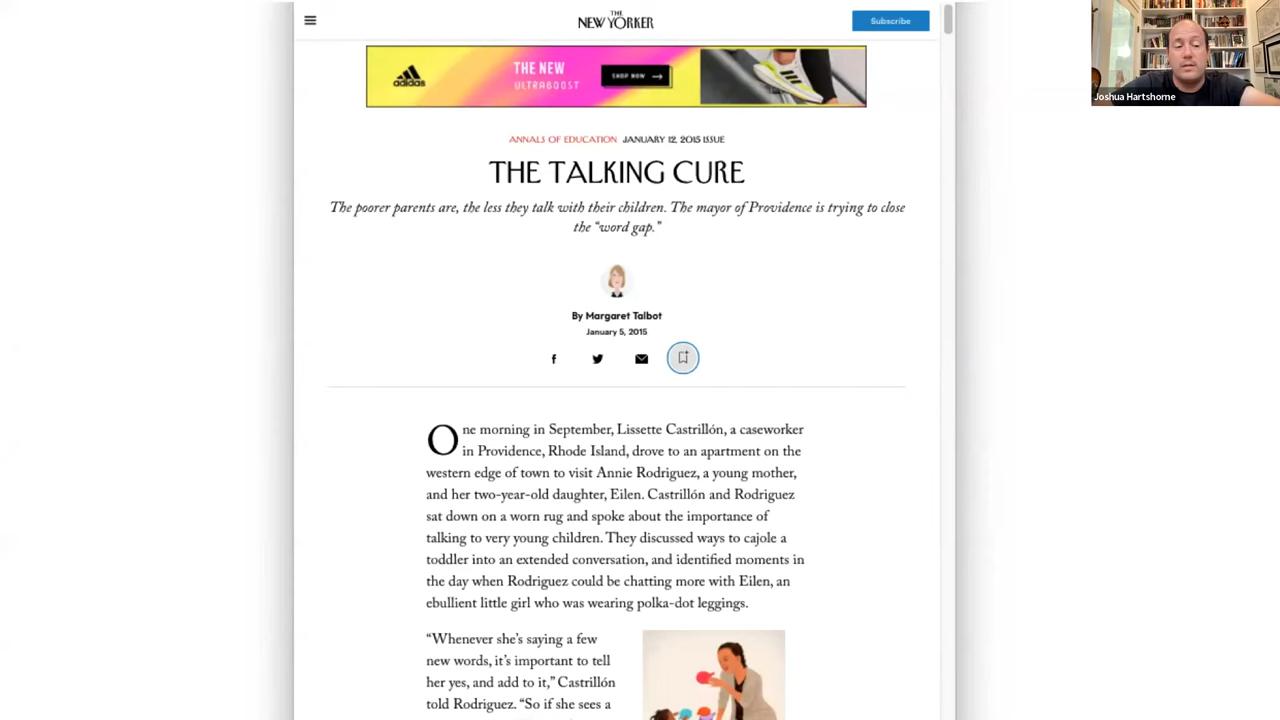 THE
NEW YORKER
Subscribe
adidas
THE NEW
ULTRABOOST
SHOP NOW
ANNALS OF EDUCATION JANUARY 12, 2015 ISSUE
THE TALKING CURE
The poorer parents are, the less they talk with their children. The mayor of Providence is trying to close
the “word gap.”
By Margaret Talbot
January 5, 2015
One morning in September, Lissette Castrillón, a caseworker
in Providence, Rhode Island, drove to an apartment on the
western edge of town to visit Annie Rodriguez, a young mother,
and her two-year-old daughter, Eilen. Castrillón and Rodriguez
sat down on a worn rug and spoke about the importance of
talking to very young children. They discussed ways to cajole a
toddler into an extended conversation, and identified moments in
the day when Rodriguez could be chatting more with Eilen, an
ebullient little girl who was wearing polka-dot leggings.
“Whenever she’s saying a few
new words, it’s important to tell
her yes, and add to it,” Castrillón
told Rodriguez. “So if she sees a
Joshua Hartshorne